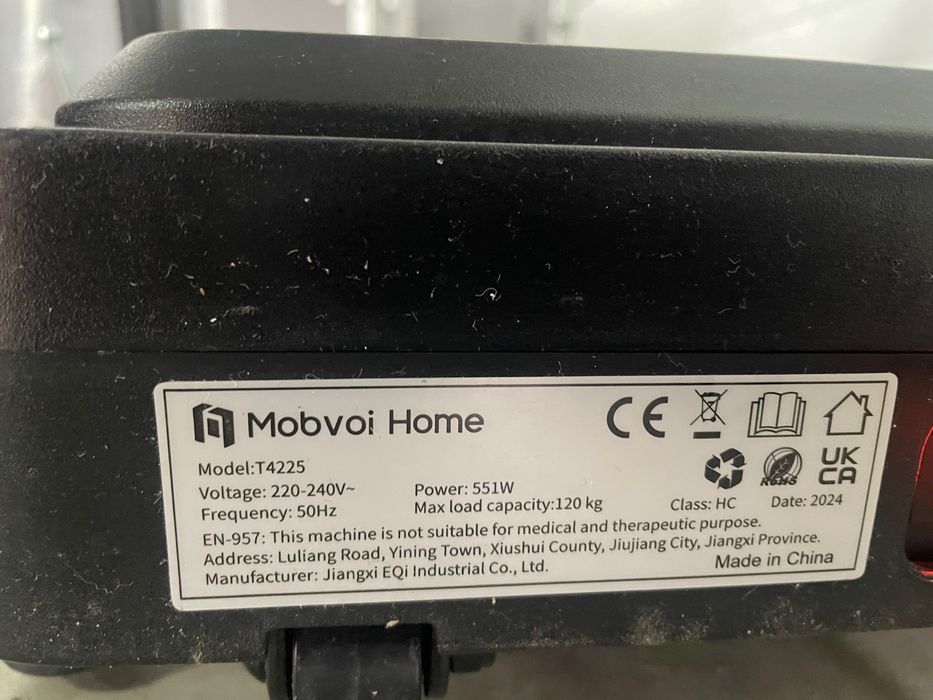 Mobvoi Home
CE
Model:T4225
Voltage: 220-240V~
Power: 551W
RoHS
UK
CA
Frequency: 50Hz
Max load capacity:120 kg
Class: HC
Date: 2024
EN-957: This machine is not suitable for medical and therapeutic purpose.
Address: Luliang Road, Yining Town, Xiushui County, Jiujiang City, Jiangxi Province.
Manufacturer: Jiangxi EQi Industrial Co., Ltd.
Made in China